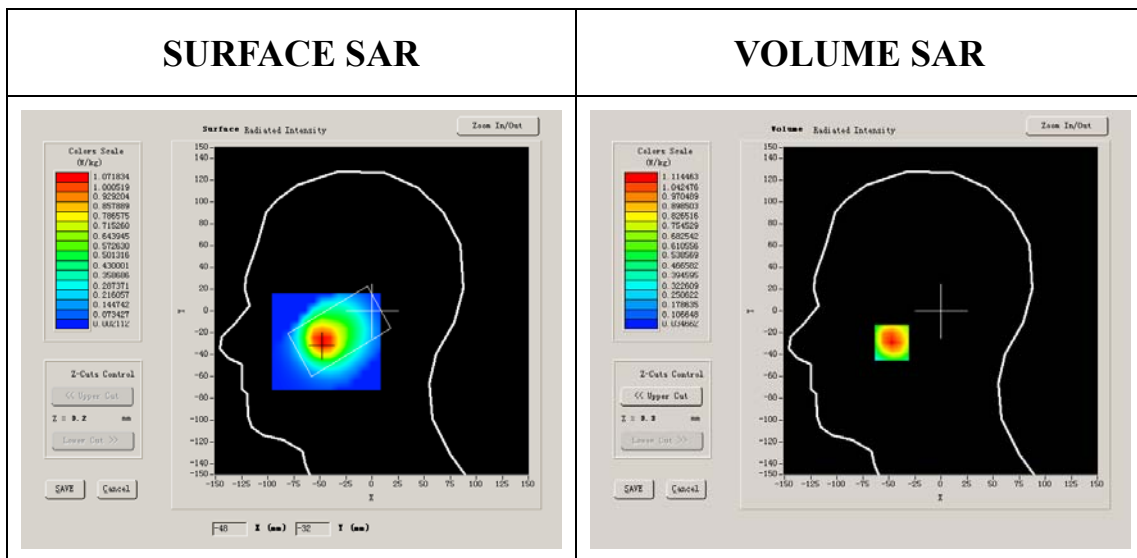 SURFACE SAR
VOLUME SAR
Surface Radiated Intensity
Zoom In/Out
Colors Scale
(W/kg)
1.071834
1.000519
0.929204
0.857889
0.786575
0.715260
0.643945
0.572630
0.501316
0.430001
0.358686
0.287371
0.216057
0.144742
0.073427
0.002112
150
140
120
100
80
60
40
20
0
-20
-40
-60
-80
-100
-120
-140
-150
Y
-150 -125 -100 -75 -50 -25 0 25 50 75 100 125 150
X
Z-Cuts Control
<< Upper Cut
Z = 3.2 mm
Lower Cut >>
SAVE Cancel
-48 X (mm) -32 Y (mm)
Volume Radiated Intensity
Zoom In/Out
Colors Scale
(W/kg)
1.114463
1.042476
0.970489
0.898503
0.826516
0.754529
0.682542
0.610556
0.538569
0.466582
0.394595
0.322609
0.250622
0.178635
0.106648
0.034662
150
140
120
100
80
60
40
20
0
-20
-40
-60
-80
-100
-120
-140
-150
Y
-150 -125 -100 -75 -50 -25 0 25 50 75 100 125 150
X
Z-Cuts Control
<< Upper Cut
Z = 3.3 mm
Lower Cut >>
SAVE Cancel